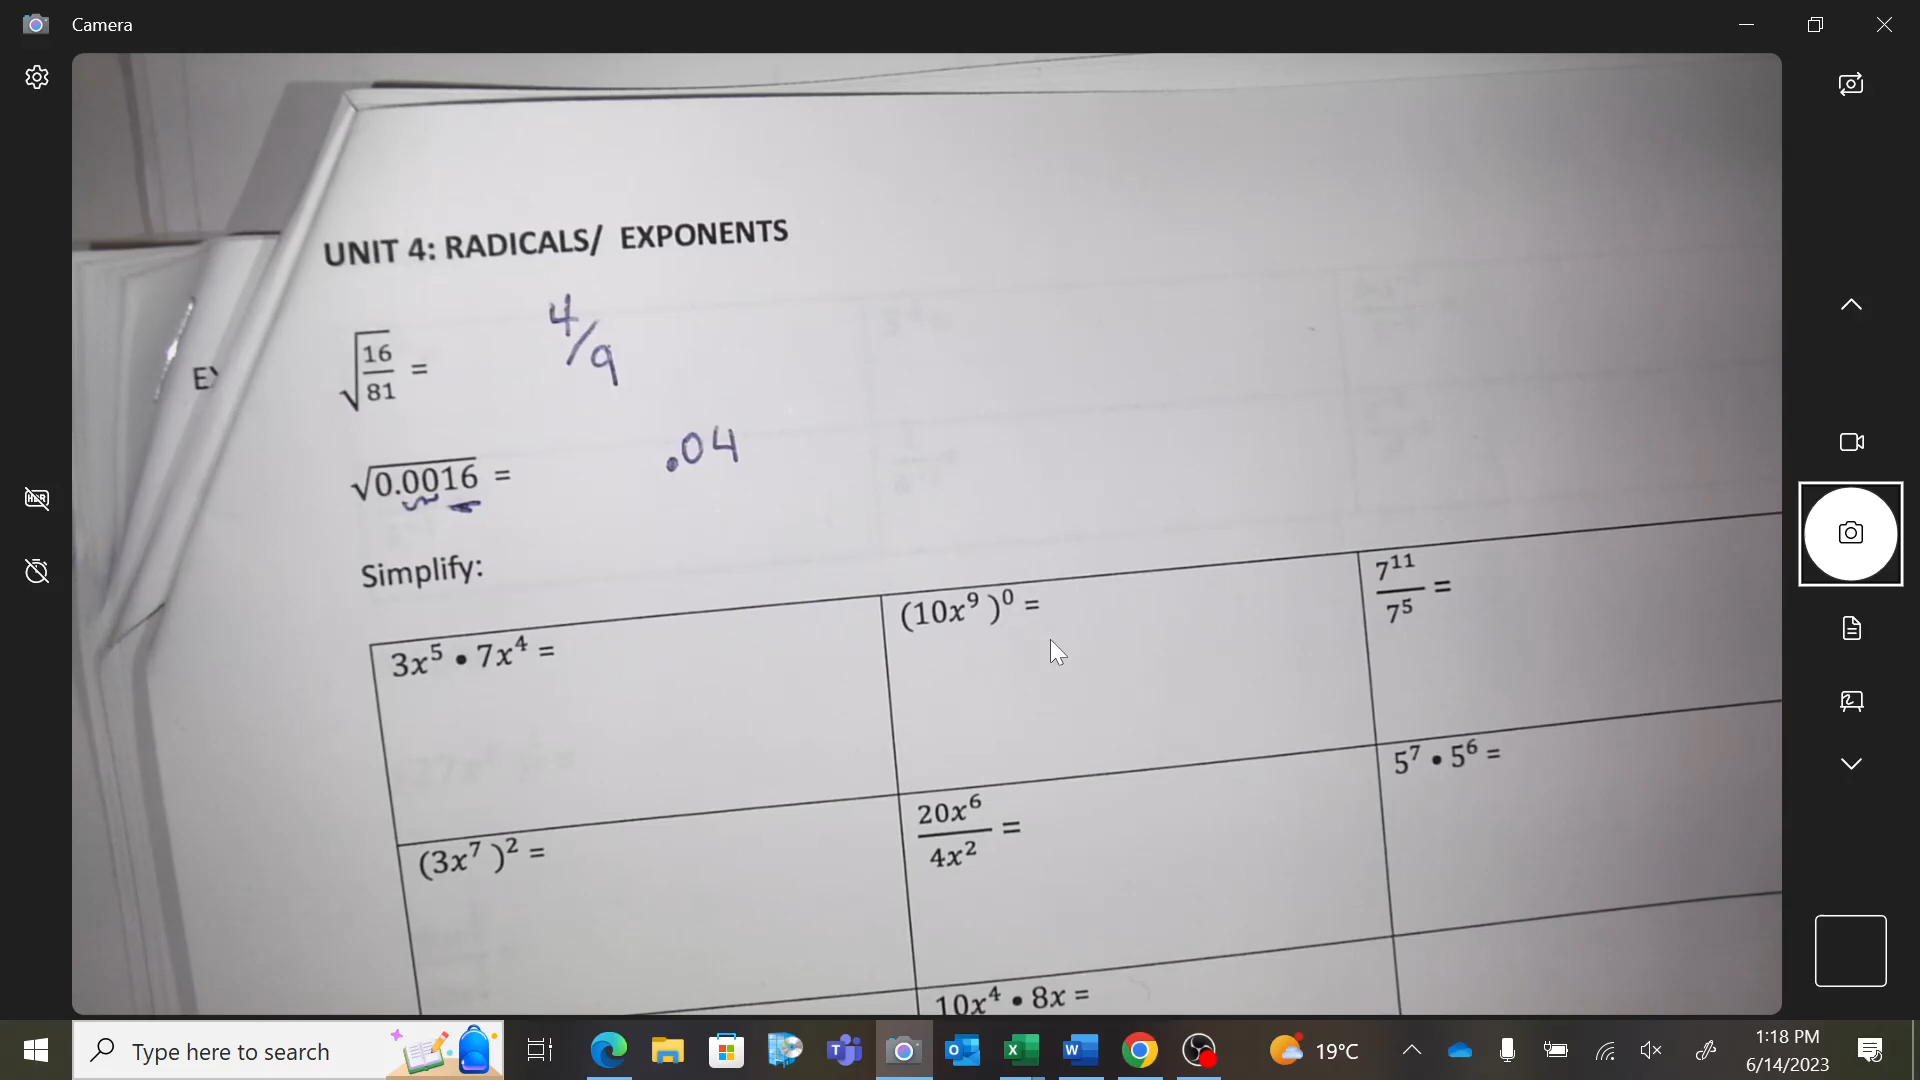 Camera
UNIT 4: RADICALS/ EXPONENTS
√(16/81) = 4/9
√0.0016 = .04
Simplify:
3x⁵ • 7x⁴ =
(10x⁹ )⁰ =
7¹¹/7⁵ =
(3x⁷ )² =
20x⁶/4x² =
5⁷ • 5⁶ =
10x⁴ • 8x =
Type here to search
19°C
1:18 PM
6/14/2023